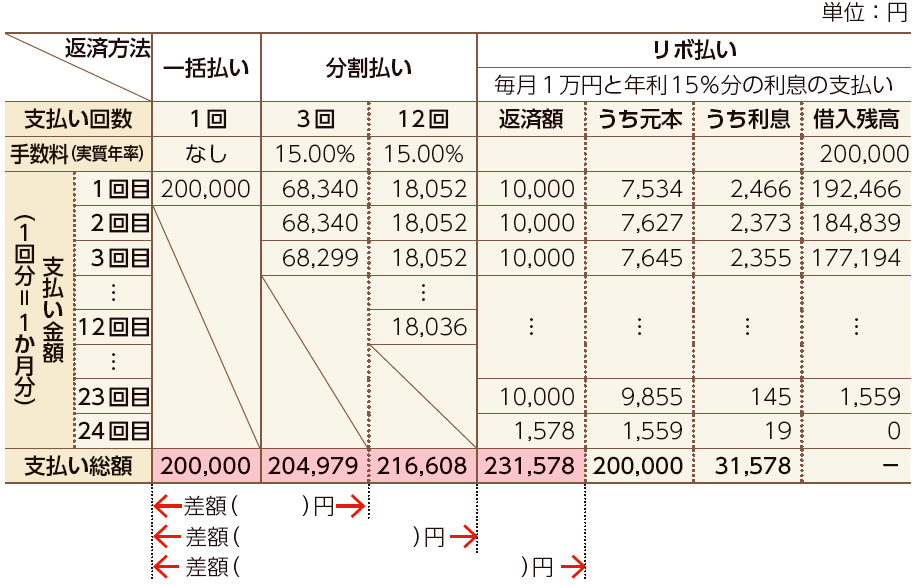 単位：円
返済方法 一括払い 分割払い リボ払い
毎月１万円と年利15%分の利息の支払い
支払い回数 1回 3回 12回 返済額 うち元本 うち利息 借入残高
手数料(実質年率) なし 15.00% 15.00% 200,000
支払い金額
(1回分＝1か月分)
1回目 200,000 68,340 18,052 10,000 7,534 2,466 192,466
2回目 68,340 18,052 10,000 7,627 2,373 184,839
3回目 68,299 18,052 10,000 7,645 2,355 177,194
⋮ ⋮ ⋮ ⋮ ⋮ ⋮
12回目 18,036
⋮
23回目 10,000 9,855 145 1,559
24回目 1,578 1,559 19 0
支払い総額 200,000 204,979 216,608 231,578 200,000 31,578 −
差額( )円
差額( )円
差額( )円